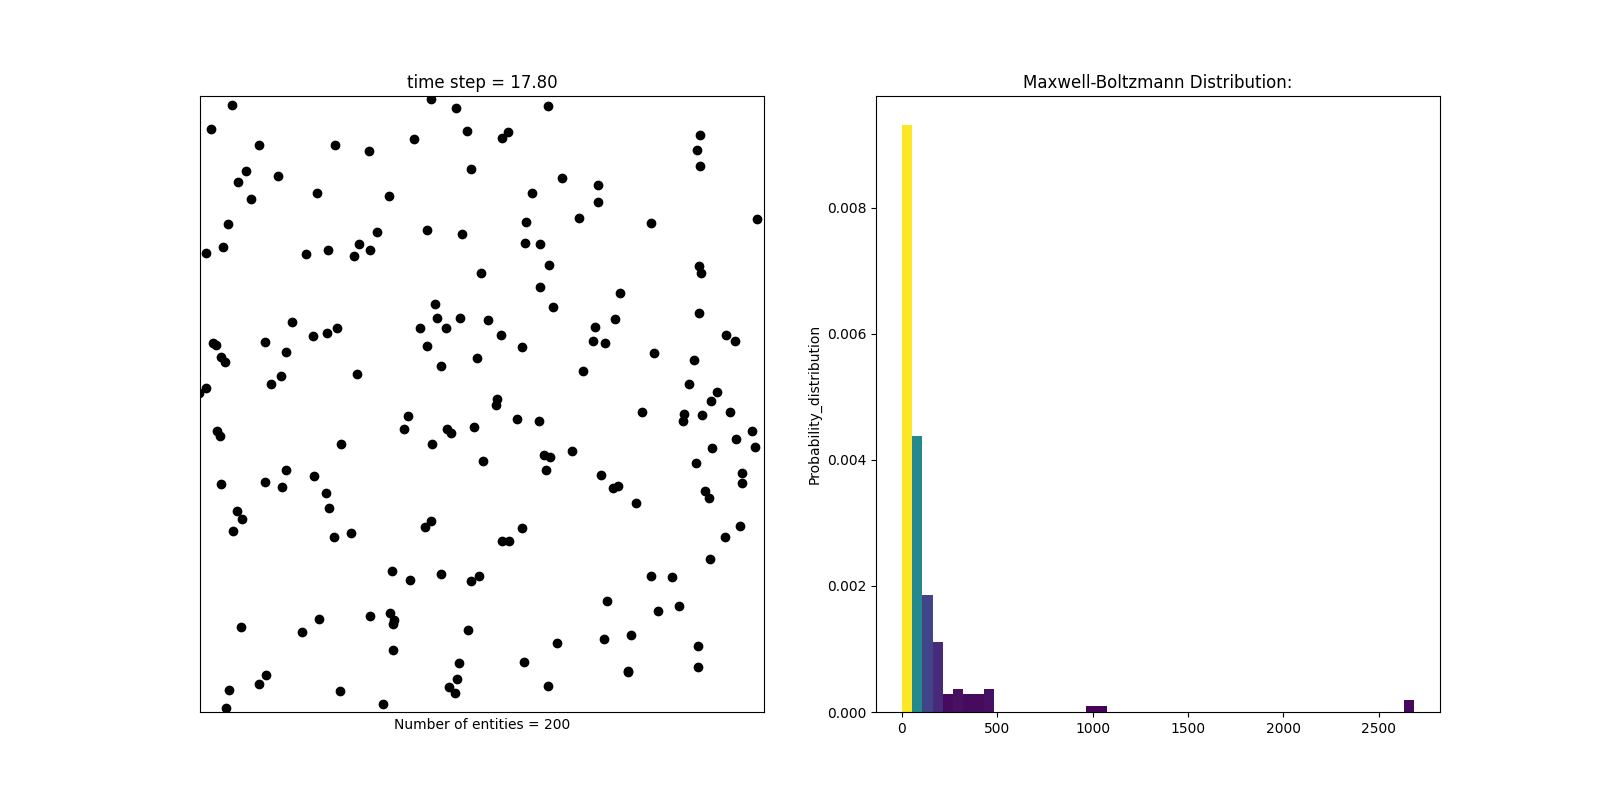 time step = 17.80
Number of entities = 200
Maxwell-Boltzmann Distribution:
Probability_distribution
0.008
0.006
0.004
0.002
0.000
0 500 1000 1500 2000 2500